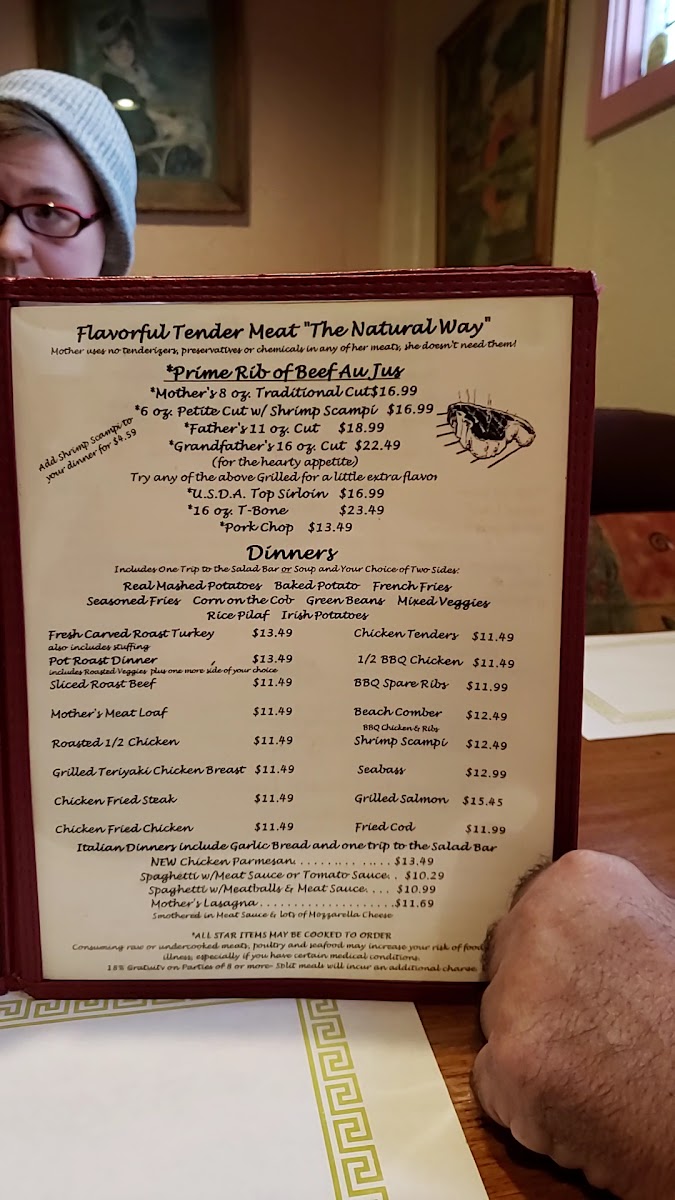 Flavorful Tender Meat "The Natural Way"
Mother uses no tenderizers, preservatives or chemicals in any of her meats, she doesn't need them!
*Prime Rib of Beef Au Jus
*Mother's 8 oz. Traditional Cut $16.99
*6 oz. Petite Cut w/ Shrimp Scampi $16.99
*Father's 11 oz. Cut $18.99
*Grandfather's 16 oz. Cut $22.49
(for the hearty appetite)
Add Shrimp Scampi to
your dinner for $4.59
Try any of the above Grilled for a little extra flavor
*U.S.D.A. Top Sirloin $16.99
*16 oz. T-Bone $23.49
*Pork Chop $13.49
Dinners
Includes One Trip to the Salad Bar or Soup and Your Choice of Two Sides:
Real Mashed Potatoes Baked Potato French Fries
Seasoned Fries Corn on the Cob Green Beans Mixed Veggies
Rice Pilaf Irish Potatoes
Fresh Carved Roast Turkey $13.49 Chicken Tenders $11.49
also includes stuffing
Pot Roast Dinner $13.49 1/2 BBQ Chicken $11.49
includes Roasted Veggies plus one more side of your choice
Sliced Roast Beef $11.49 BBQ Spare Ribs $11.99
Mother's Meat Loaf $11.49 Beach Comber $12.49
BBQ Chicken & Ribs
Roasted 1/2 Chicken $11.49 Shrimp Scampi $12.49
Grilled Teriyaki Chicken Breast $11.49 Seabass $12.99
Chicken Fried Steak $11.49 Grilled Salmon $15.45
Chicken Fried Chicken $11.49 Fried Cod $11.99
Italian Dinners include Garlic Bread and one trip to the Salad Bar
NEW Chicken Parmesan. . . . . . . . . . . . . $13.49
Spaghetti w/Meat Sauce or Tomato Sauce. . $10.29
Spaghetti w/Meatballs & Meat Sauce. . . . $10.99
Mother's Lasagna . . . . . . . . . . . . . . . . . . . .$11.69
Smothered in Meat Sauce & lots of Mozzarella Cheese
*ALL STAR ITEMS MAY BE COOKED TO ORDER
Consuming raw or undercooked meats, poultry and seafood may increase your risk of food
illness, especially if you have certain medical conditions.
18% Gratuity on Parties of 8 or more- Split meals will incur an additional charge.